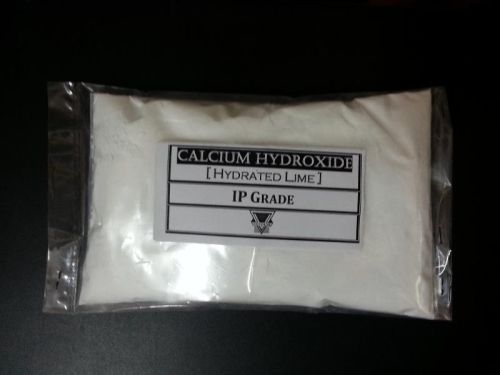 CALCIUM HYDROXIDE
[ HYDRATED LIME ]
IP GRADE